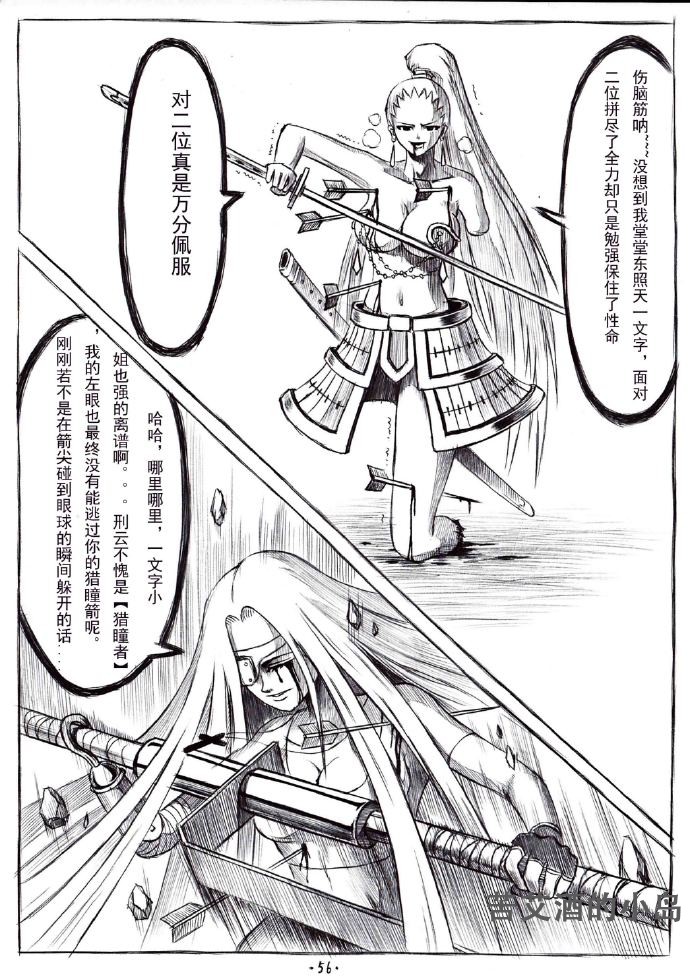 伤脑筋呐~~~没想到我堂堂东照天一文字，面对
二位拼尽了全力却只是勉强保住了性命
对二位真是万分佩服
哈哈，哪里哪里，一文字小
姐也强的离谱啊。。。刑云不愧是【猎瞳者】
，我的左眼也最终没有能逃过你的猎瞳箭呢。
刚刚若不是在箭尖碰到眼球的瞬间躲开的话....
艾酒的小岛
·56·